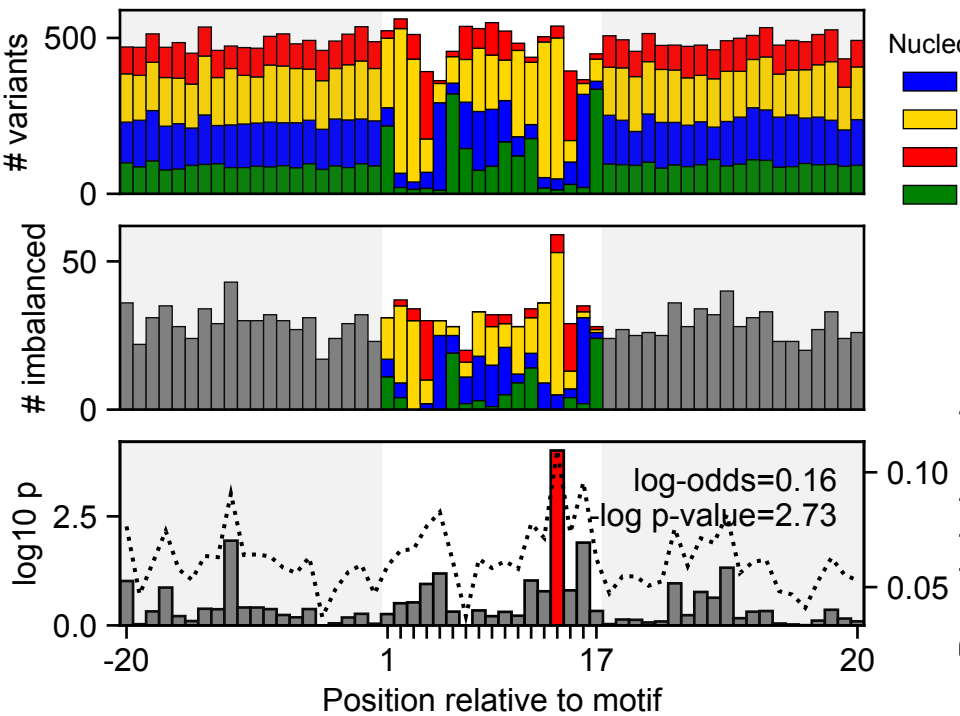 # variants
500
0
Nucle
# imbalanced
50
0
log10 p
2.5
0.0
log-odds=0.16
-log p-value=2.73
0.10
0.05
-20
1
17
20
Position relative to motif